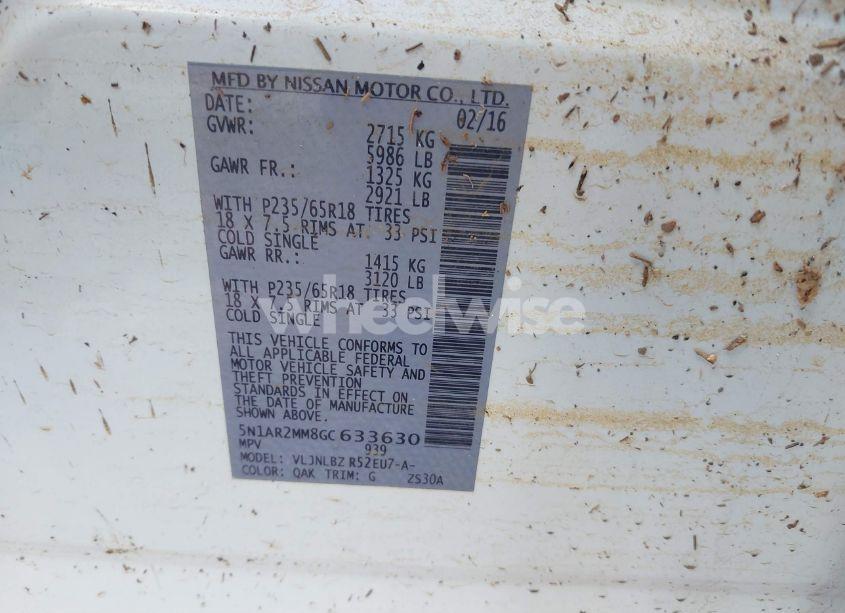 MFD BY NISSAN MOTOR CO., LTD.
DATE: 02/16
GVWR: 2715 KG
5986 LB
GAWR FR.: 1325 KG
2921 LB
WITH P235/65R18 TIRES
18 X 7.5 RIMS AT 33 PSI
COLD SINGLE
GAWR RR.: 1415 KG
3120 LB
WITH P235/65R18 TIRES
18 X 7.5 RIMS AT 33 PSI
COLD SINGLE
wheelwise
THIS VEHICLE CONFORMS TO
ALL APPLICABLE FEDERAL
MOTOR VEHICLE SAFETY AND
THEFT PREVENTION
STANDARDS IN EFFECT ON
THE DATE OF MANUFACTURE
SHOWN ABOVE.
5N1AR2MM8GC633630
MPV 939
MODEL: VLJNLBZ R52EU7-A-
COLOR: QAK TRIM: G ZS30A